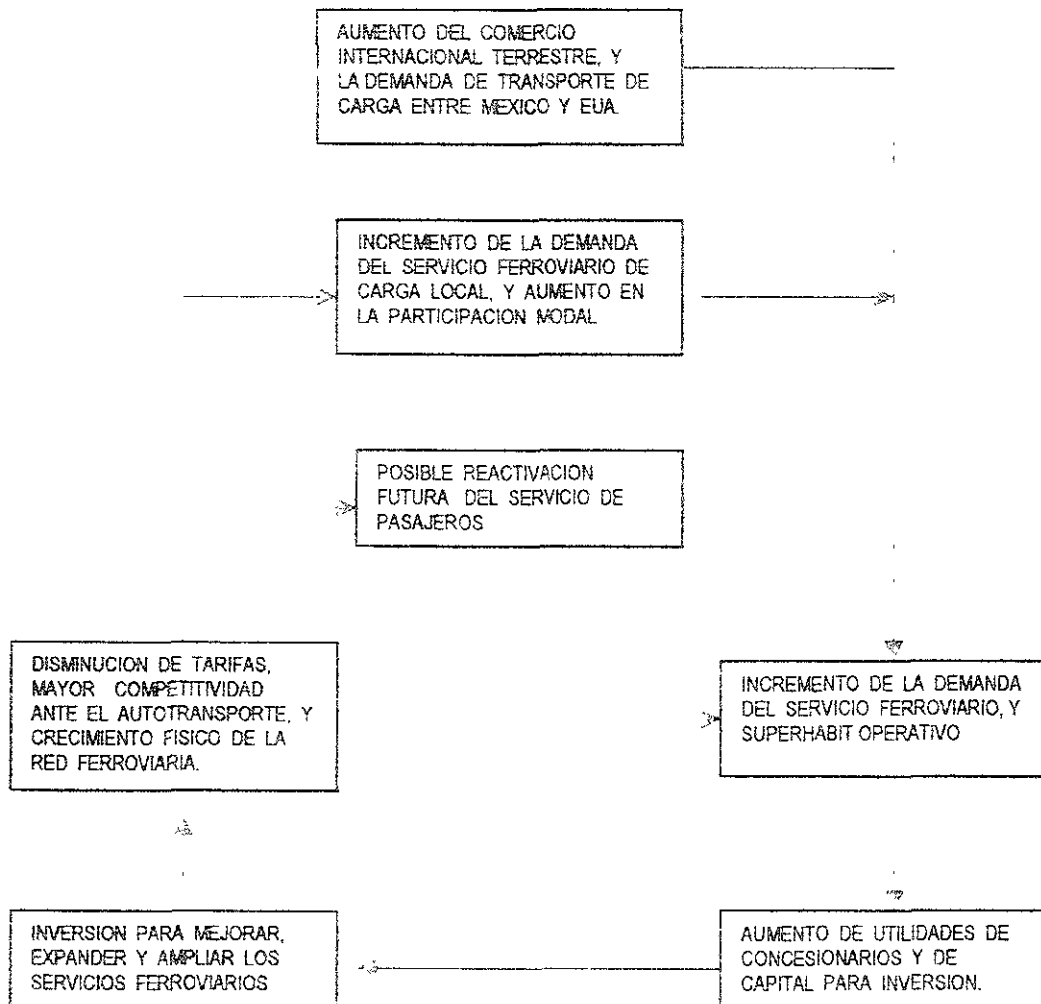 AUMENTO DEL COMERCIO
INTERNACIONAL TERRESTRE, Y
LA DEMANDA DE TRANSPORTE DE
CARGA ENTRE MEXICO Y EUA.
INCREMENTO DE LA DEMANDA
DEL SERVICIO FERROVIARIO DE
CARGA LOCAL, Y AUMENTO EN
LA PARTICIPACION MODAL
POSIBLE REACTIVACION
FUTURA DEL SERVICIO DE
PASAJEROS
DISMINUCION DE TARIFAS,
MAYOR COMPETITIVIDAD
ANTE EL AUTOTRANSPORTE, Y
CRECIMIENTO FISICO DE LA
RED FERROVIARIA.
INCREMENTO DE LA DEMANDA
DEL SERVICIO FERROVIARIO, Y
SUPERHABIT OPERATIVO
INVERSION PARA MEJORAR,
EXPANDER Y AMPLIAR LOS
SERVICIOS FERROVIARIOS
AUMENTO DE UTILIDADES DE
CONCESIONARIOS Y DE
CAPITAL PARA INVERSION.